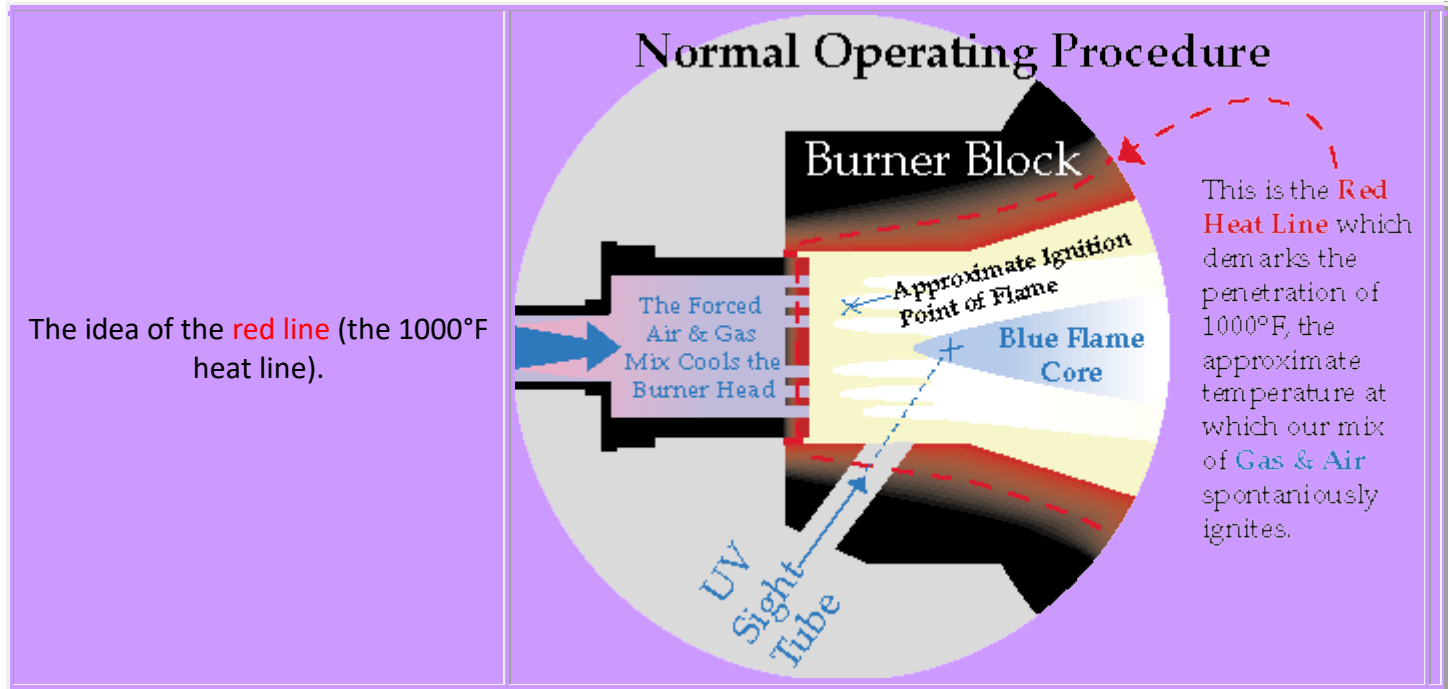 The idea of the red line (the 1000°F
heat line).
Normal Operating Procedure
Burner Block
This is the Red
Heat Line which
demarks the
penetration of
1000°F, the
approximate
temperature at
which our mix
of Gas & Air
spontaniously
ignites.
Approximate Ignition
Point of Flame
The Forced
Air & Gas
Mix Cools the
Burner Head
Blue Flame
Core
UV
Sight
Tube